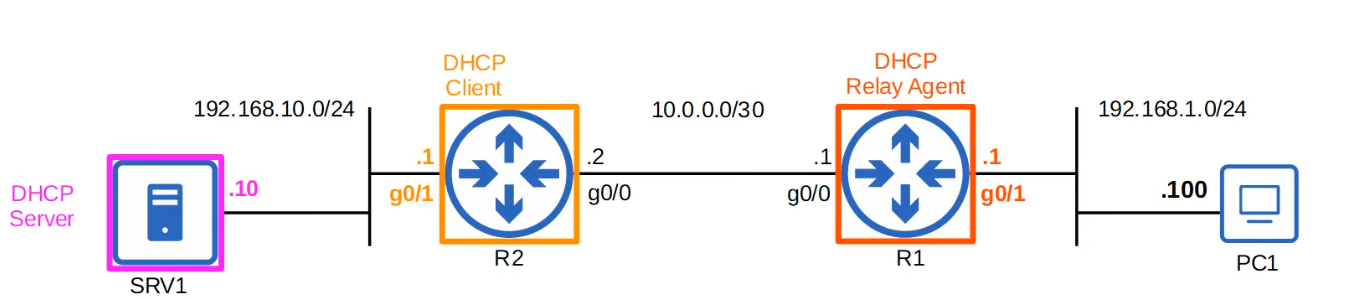 DHCP
Server
.10
SRV1
192.168.10.0/24
DHCP
Client
.1
g0/1
.2
g0/0
R2
10.0.0.0/30
DHCP
Relay Agent
.1
g0/0
.1
g0/1
R1
192.168.1.0/24
.100
PC1